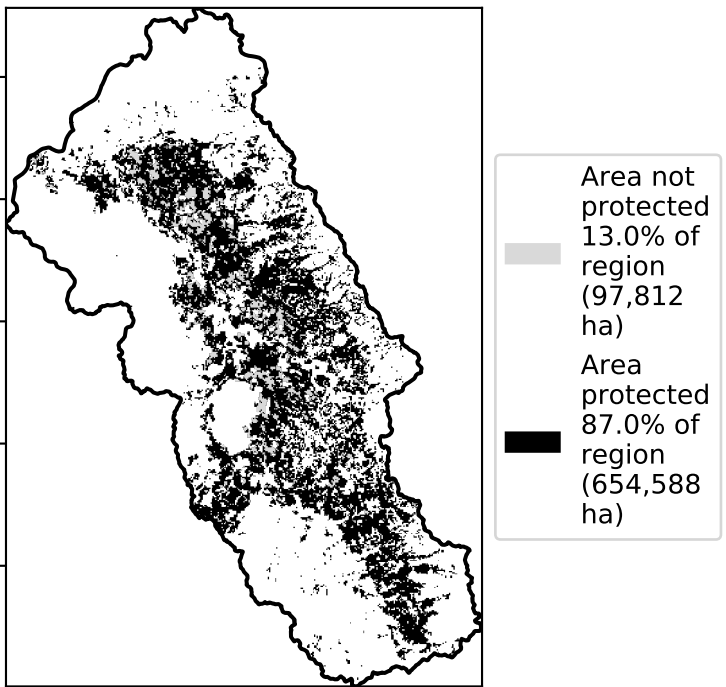 Area not
protected
13.0% of
region
(97,812
ha)
Area
protected
87.0% of
region
(654,588
ha)